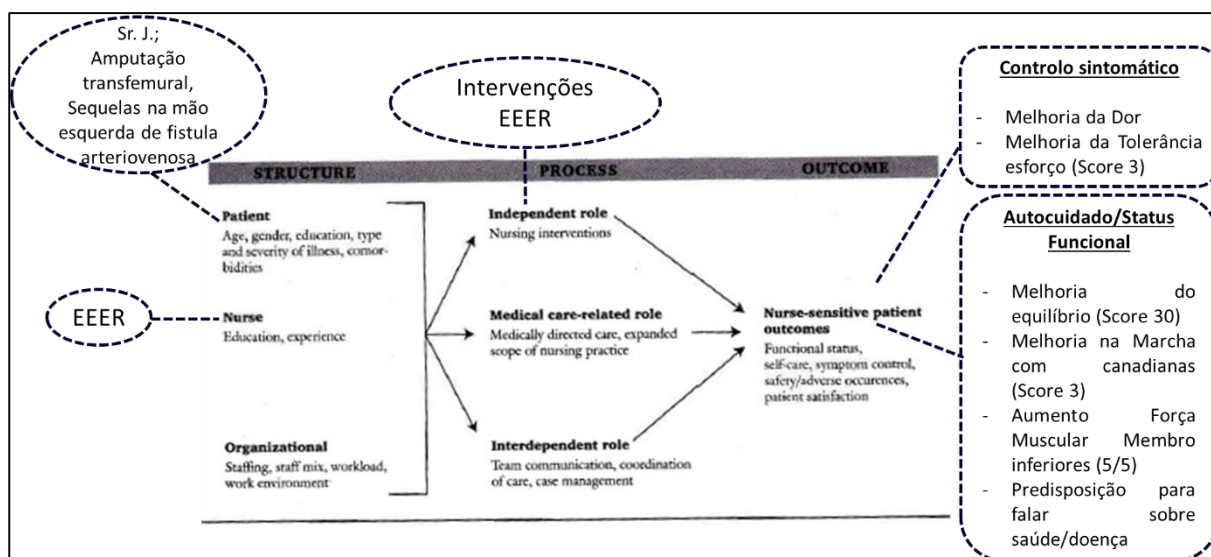 Sr. J.;
Amputação
transfemural,
Sequelas na mão
esquerda de fistula
arteriovenosa
Intervenções
EEER
EEER
STRUCTURE
PROCESS
OUTCOME
Patient
Age, gender, education, type
and severity of illness, comor-
bidities
Nurse
Education, experience
Organizational
Staffing, staff mix, workload,
work environment
Independent role
Nursing interventions
Medical care-related role
Medically directed care, expanded
scope of nursing practice
Interdependent role
Team communication, coordination
of care, case management
Nurse-sensitive patient
outcomes
Functional status,
self-care, symptom control,
safety/adverse occurences,
patient satisfaction
Controlo sintomático
- Melhoria da Dor
- Melhoria da Tolerância
esforço (Score 3)
Autocuidado/Status
Funcional
- Melhoria do
equilíbrio (Score 30)
- Melhoria na Marcha
com canadianas
(Score 3)
- Aumento Força
Muscular Membro
inferiores (5/5)
- Predisposição para
falar sobre
saúde/doença